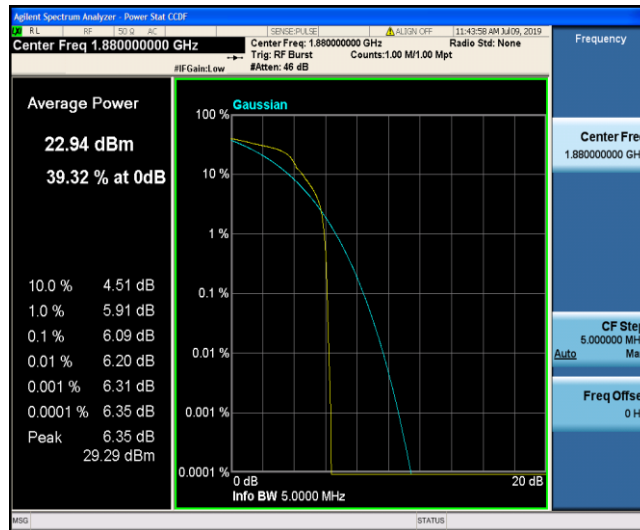 Agilent Spectrum Analyzer - Power Stat CCDF
RL RF 50 Ω AC SENSE:PULSE ALIGN OFF 11:43:58 AM Jul 09, 2019
Center Freq 1.880000000 GHz
Center Freq: 1.880000000 GHz Radio Std: None
Trig: RF Burst Counts:1.00 M/1.00 Mpt
#IFGain:Low #Atten: 46 dB
Frequency
Average Power
22.94 dBm
39.32 % at 0dB
10.0 % 4.51 dB
1.0 % 5.91 dB
0.1 % 6.09 dB
0.01 % 6.20 dB
0.001 % 6.31 dB
0.0001 % 6.35 dB
Peak 6.35 dB
29.29 dBm
Gaussian
100 %
10 %
1 %
0.1 %
0.01 %
0.001 %
0.0001 %
0 dB 20 dB
Info BW 5.0000 MHz
Center Fre
1.880000000 GH
CF Step
5.000000 MH
Auto Ma
Freq Offse
0 H
MSG STATUS